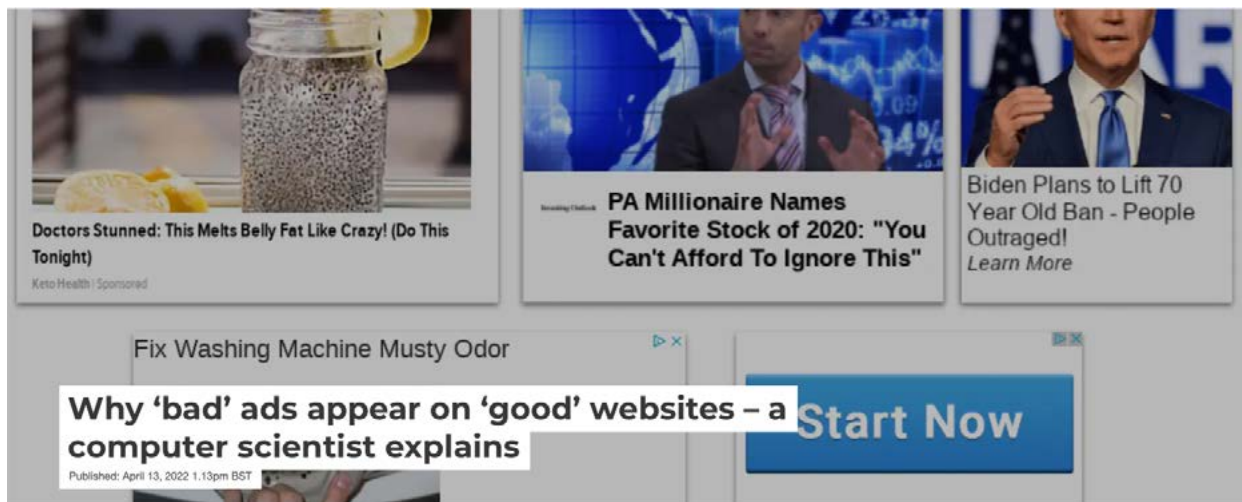 Doctors Stunned: This Melts Belly Fat Like Crazy! (Do This
Tonight)
Keto Health | Sponsored
PA Millionaire Names
Favorite Stock of 2020: "You
Can't Afford To Ignore This"
Biden Plans to Lift 70
Year Old Ban - People
Outraged!
Learn More
Fix Washing Machine Musty Odor
Start Now
Why ‘bad’ ads appear on ‘good’ websites – a
computer scientist explains
Published: April 13, 2022 1.13pm BST